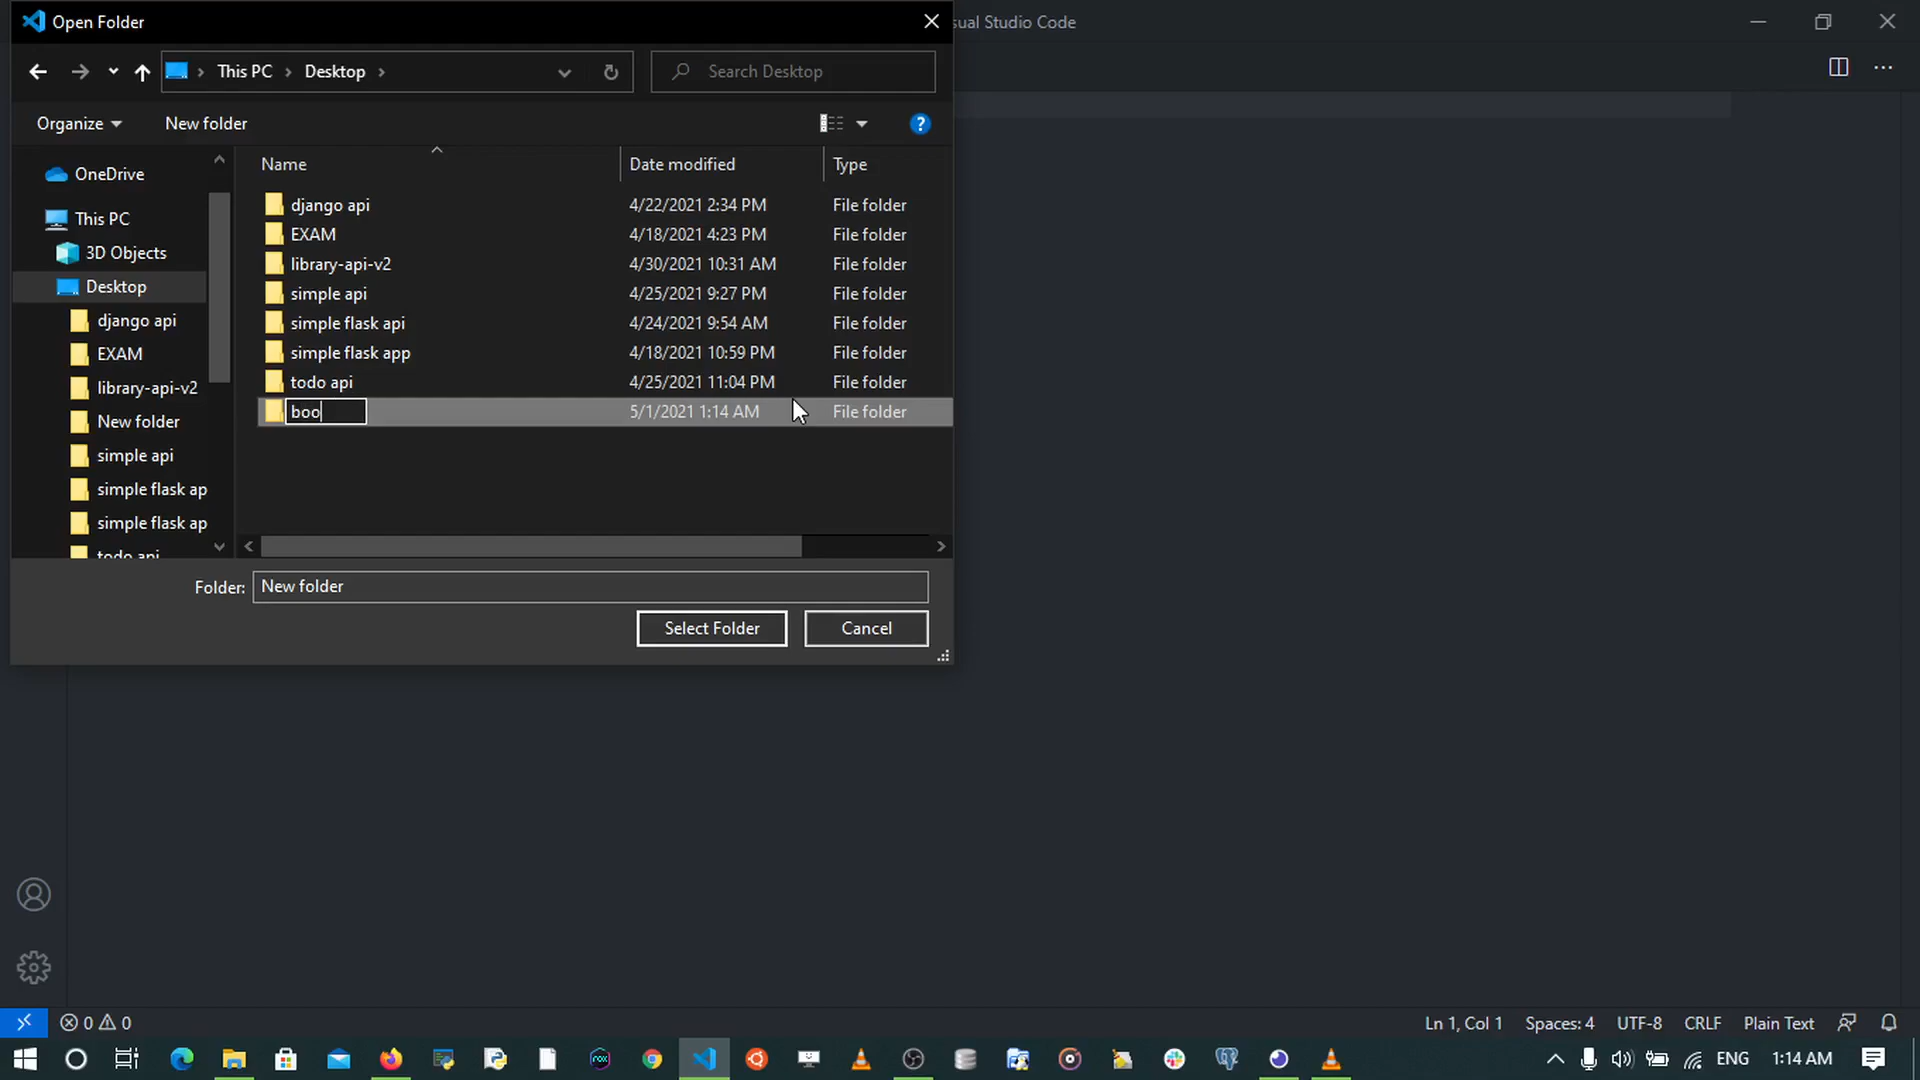 Open Folder
sual Studio Code
This PC
Desktop
Search Desktop
Organize
New folder
?
Name
Date modified
Type
OneDrive
This PC
3D Objects
Desktop
django api
EXAM
library-api-v2
New folder
simple api
simple flask ap
simple flask ap
todo api
django api 4/22/2021 2:34 PM File folder
EXAM 4/18/2021 4:23 PM File folder
library-api-v2 4/30/2021 10:31 AM File folder
simple api 4/25/2021 9:27 PM File folder
simple flask api 4/24/2021 9:54 AM File folder
simple flask app 4/18/2021 10:59 PM File folder
todo api 4/25/2021 11:04 PM File folder
boo 5/1/2021 1:14 AM File folder
Folder: New folder
Select Folder
Cancel
0 0
Ln 1, Col 1
Spaces: 4
UTF-8
CRLF
Plain Text
ENG
1:14 AM